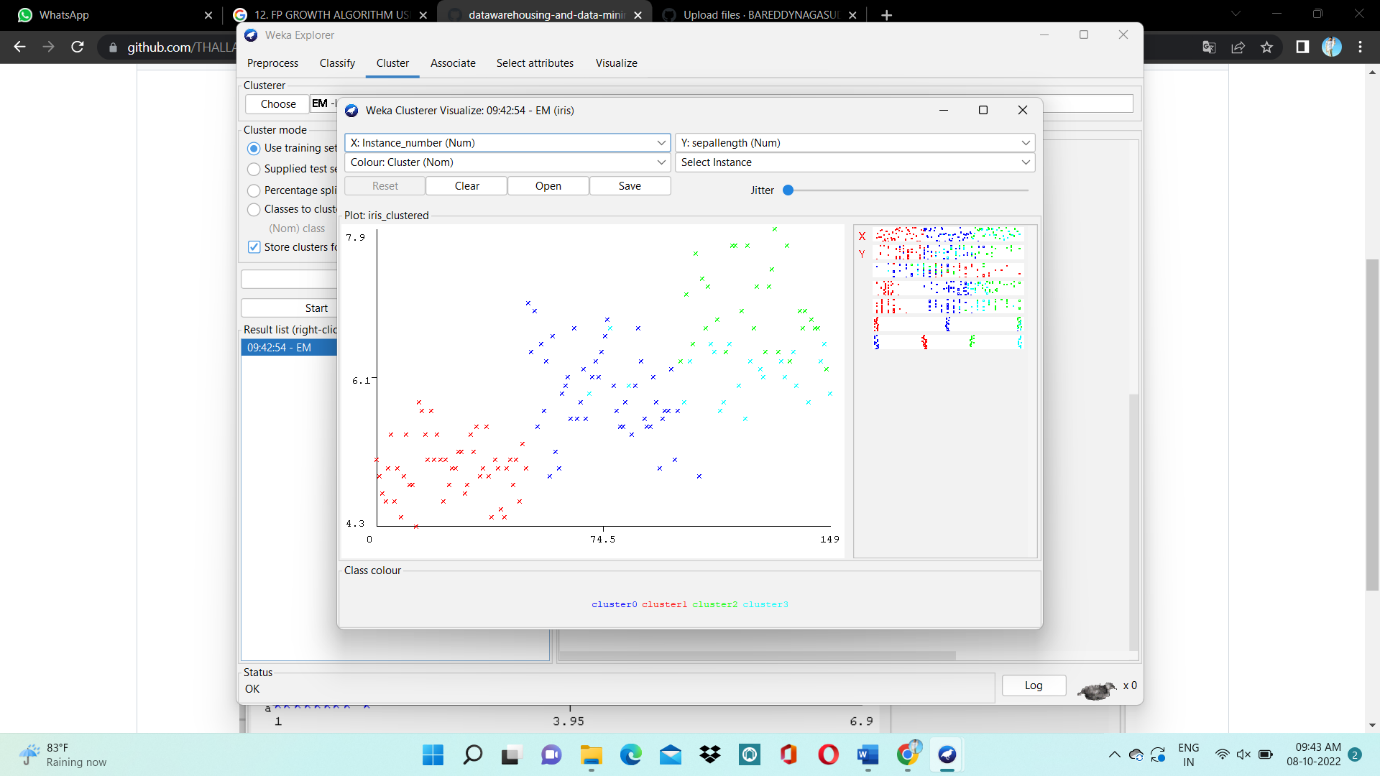 WhatsApp
12. FP GROWTH ALGORITHM US
datawarehousing-and-data-mini
Upload files · BAREDDYNAGASUL
github.com/THALLA
Weka Explorer
Preprocess Classify Cluster Associate Select attributes Visualize
Clusterer
Choose EM
Cluster mode
Use training set
Supplied test se
Percentage spli
Classes to cluste
(Nom) class
Store clusters fo
Start
Result list (right-clic
09:42:54 - EM
Weka Clusterer Visualize: 09:42:54 - EM (iris)
X: Instance_number (Num) Y: sepallength (Num)
Colour: Cluster (Nom) Select Instance
Reset Clear Open Save Jitter
Plot: iris_clustered
7.9
6.1
4.3
0 74.5 149
X
Y
Class colour
cluster0 cluster1 cluster2 cluster3
Status
OK
Log x 0
a
1 3.95 6.9
83°F
Raining now
ENG
IN
09:43 AM
08-10-2022
2